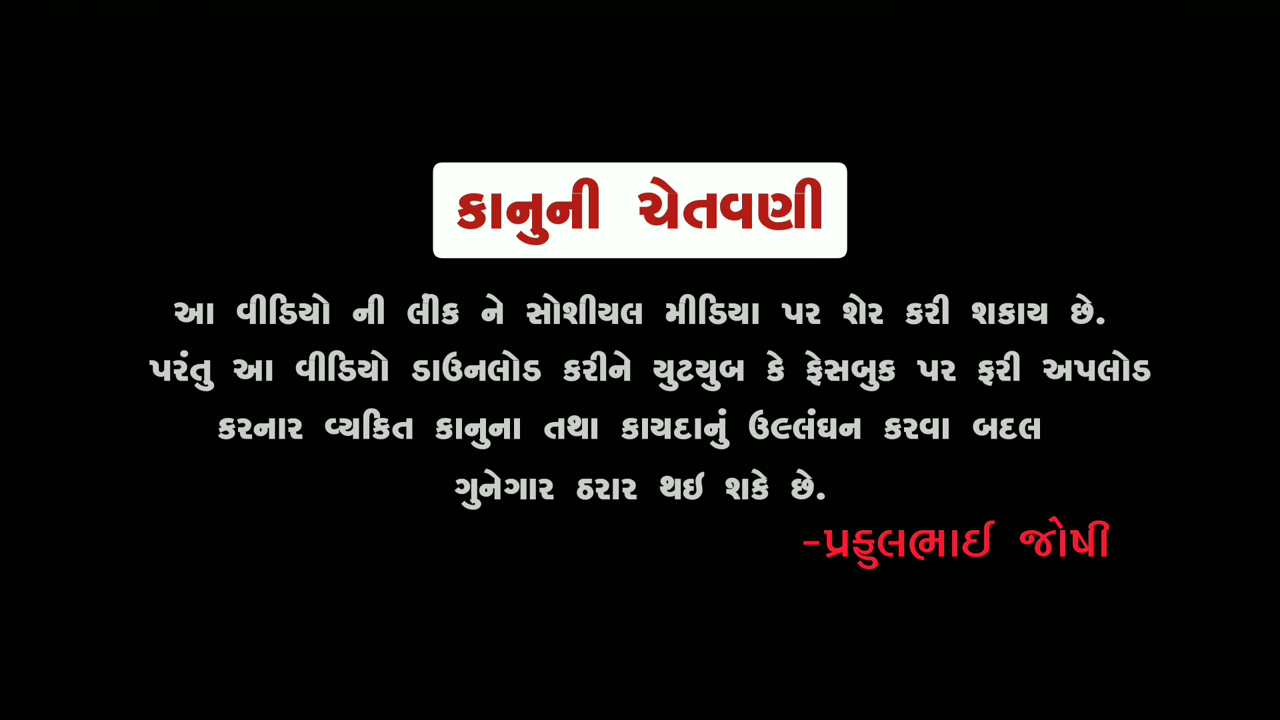 કાનુની ચેતવણી
આ વીડિયો ની લીંક ને સોશીયલ મીડિયા પર શેર કરી શકાય છે.
પરંતુ આ વીડિયો ડાઉનલોડ કરીને યુટયુબ કે ફેસબુક પર ફરી અપલોડ
કરનાર વ્યકિત કાનુના તથા કાયદાનું ઉલ્લંઘન કરવા બદલ
ગુનેગાર ઠરાર થઇ શકે છે.
-પ્રફુલભાઈ જોષી